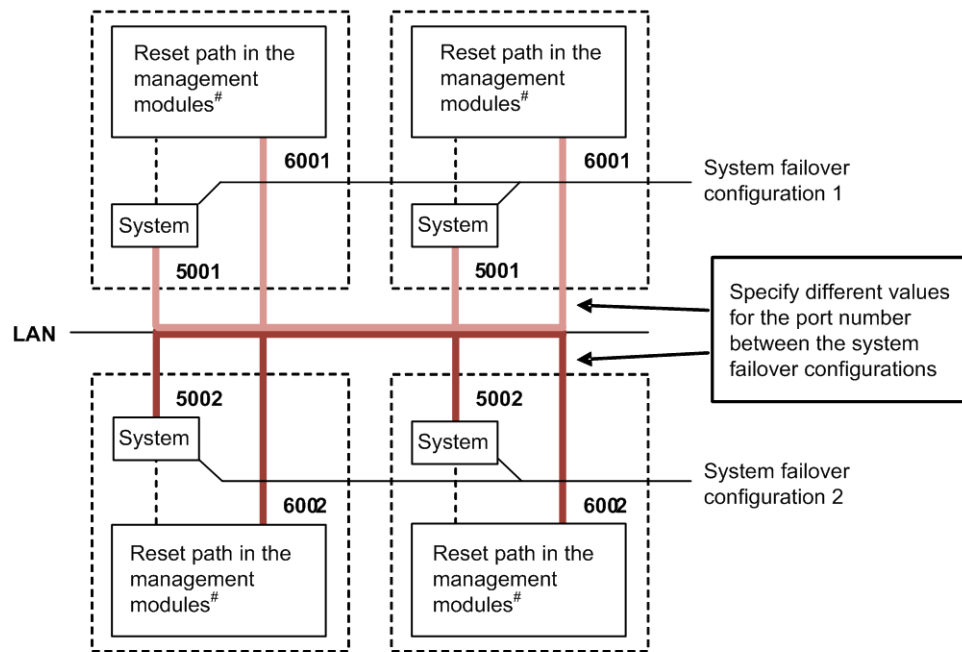 Reset path in the
management
modules#
Reset path in the
management
modules#
6001
6001
System failover
configuration 1
System
System
5001
5001
Specify different values
for the port number
between the system
failover configurations
LAN
5002
5002
System
System
System failover
configuration 2
6002
6002
Reset path in the
management
modules#
Reset path in the
management
modules#